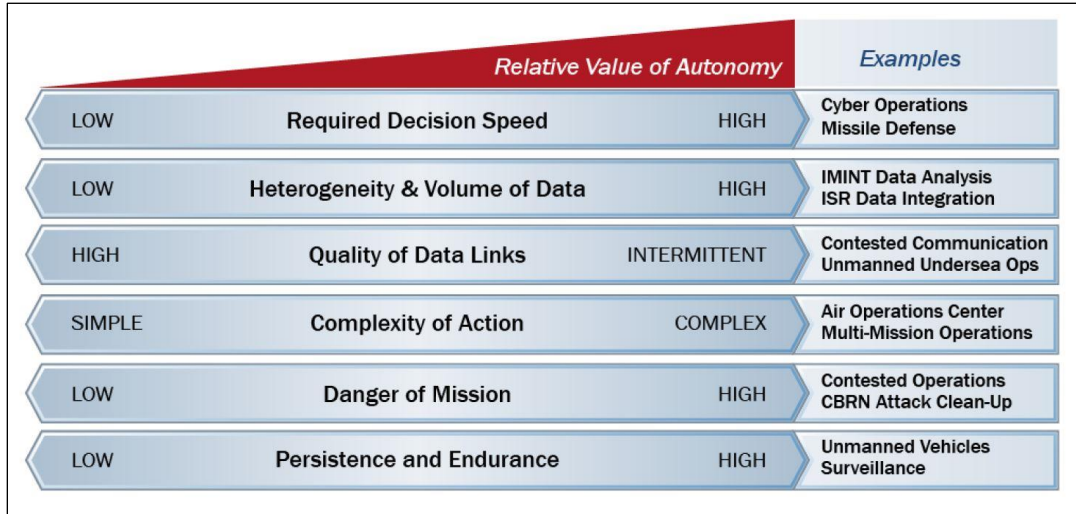 Relative Value of Autonomy
Examples
LOW
Required Decision Speed
HIGH
Cyber Operations
Missile Defense
LOW
Heterogeneity & Volume of Data
HIGH
IMINT Data Analysis
ISR Data Integration
HIGH
Quality of Data Links
INTERMITTENT
Contested Communication
Unmanned Undersea Ops
SIMPLE
Complexity of Action
COMPLEX
Air Operations Center
Multi-Mission Operations
LOW
Danger of Mission
HIGH
Contested Operations
CBRN Attack Clean-Up
LOW
Persistence and Endurance
HIGH
Unmanned Vehicles
Surveillance